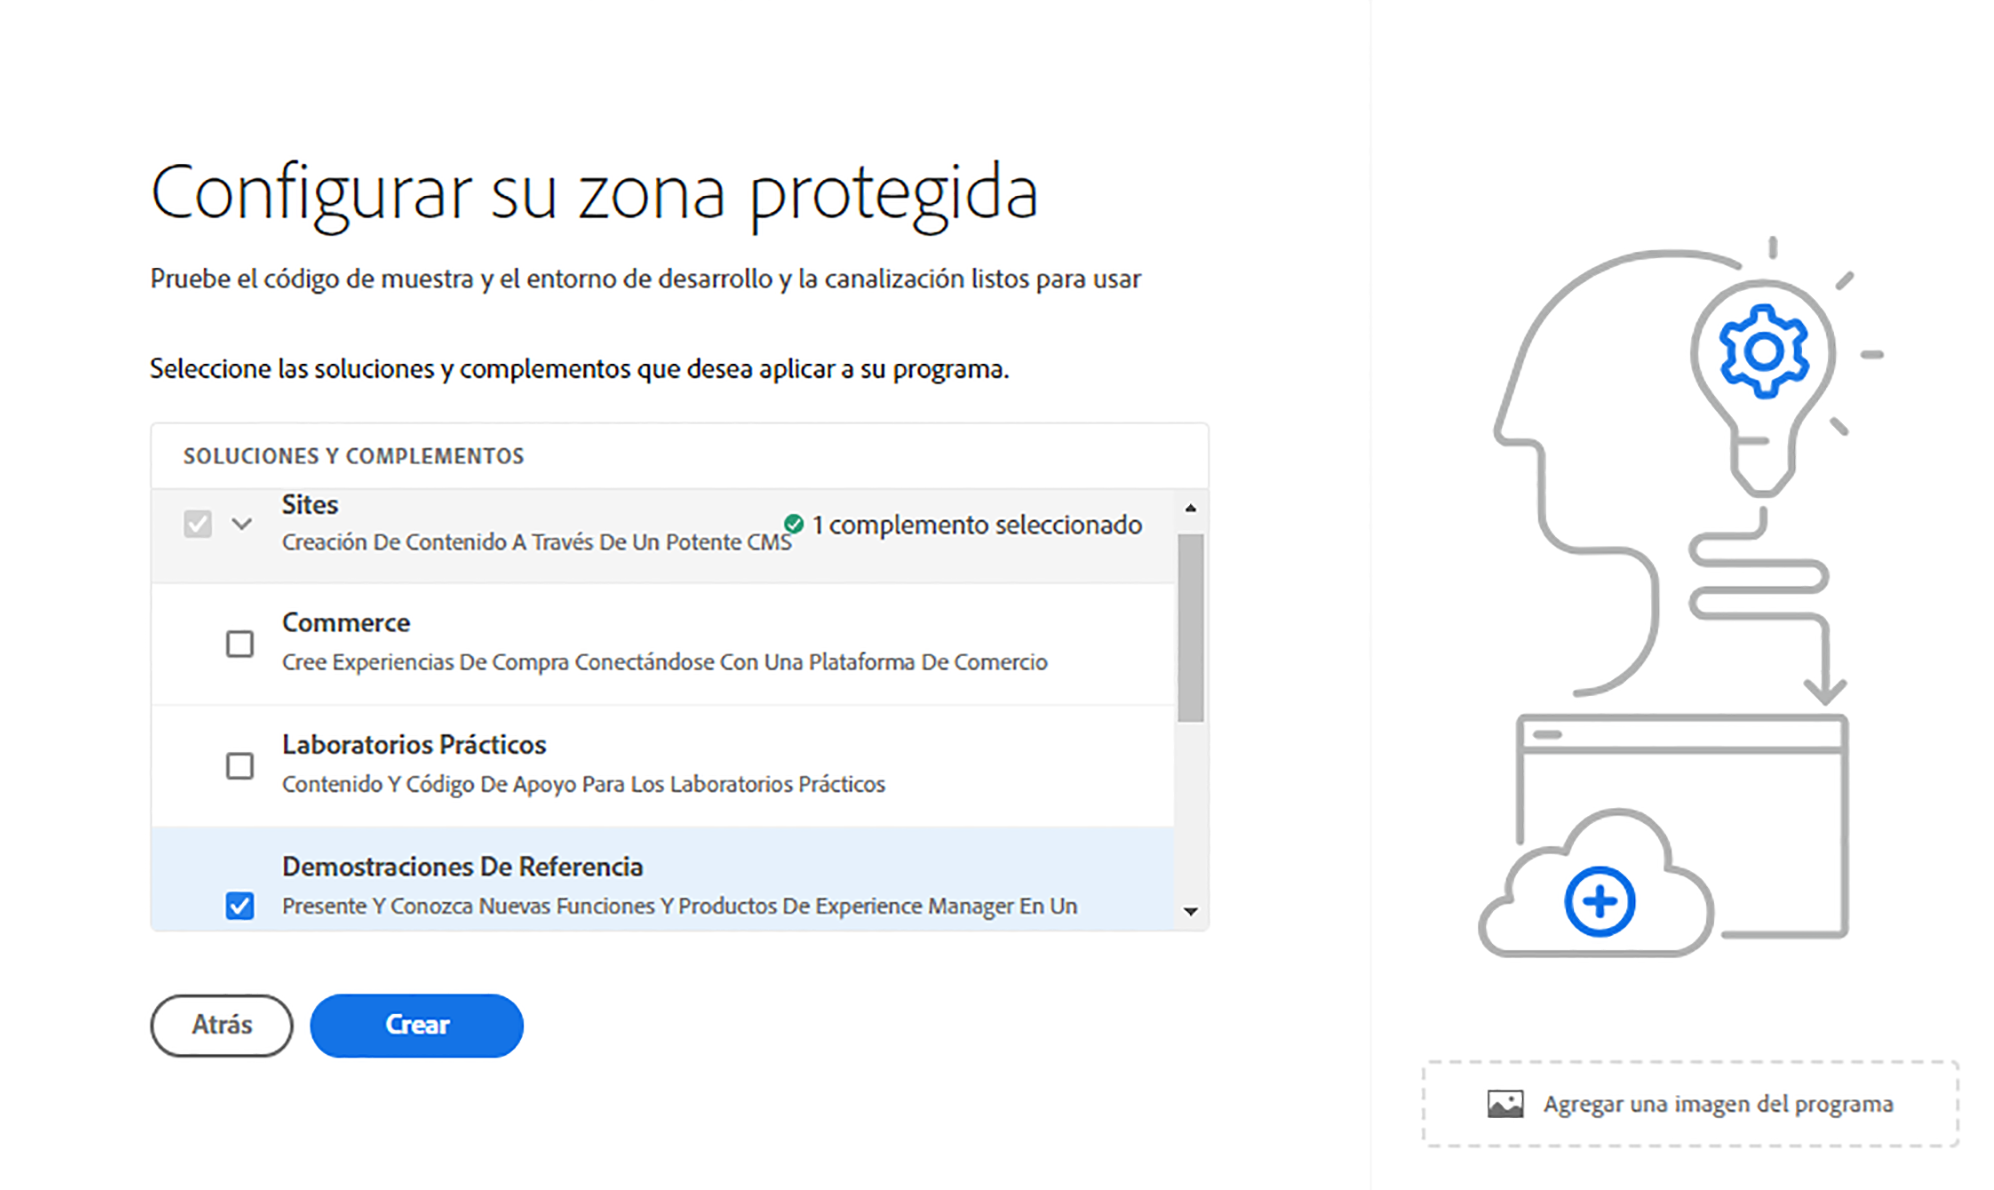 Configurar su zona protegida
Pruebe el código de muestra y el entorno de desarrollo y la canalización listos para usar
Seleccione las soluciones y complementos que desea aplicar a su programa.
SOLUCIONES Y COMPLEMENTOS
Sites
Creación De Contenido A Través De Un Potente CMS
1 complemento seleccionado
Commerce
Cree Experiencias De Compra Conectándose Con Una Plataforma De Comercio
Laboratorios Prácticos
Contenido Y Código De Apoyo Para Los Laboratorios Prácticos
Demostraciones De Referencia
Presente Y Conozca Nuevas Funciones Y Productos De Experience Manager En Un
Atrás
Crear
Agregar una imagen del programa